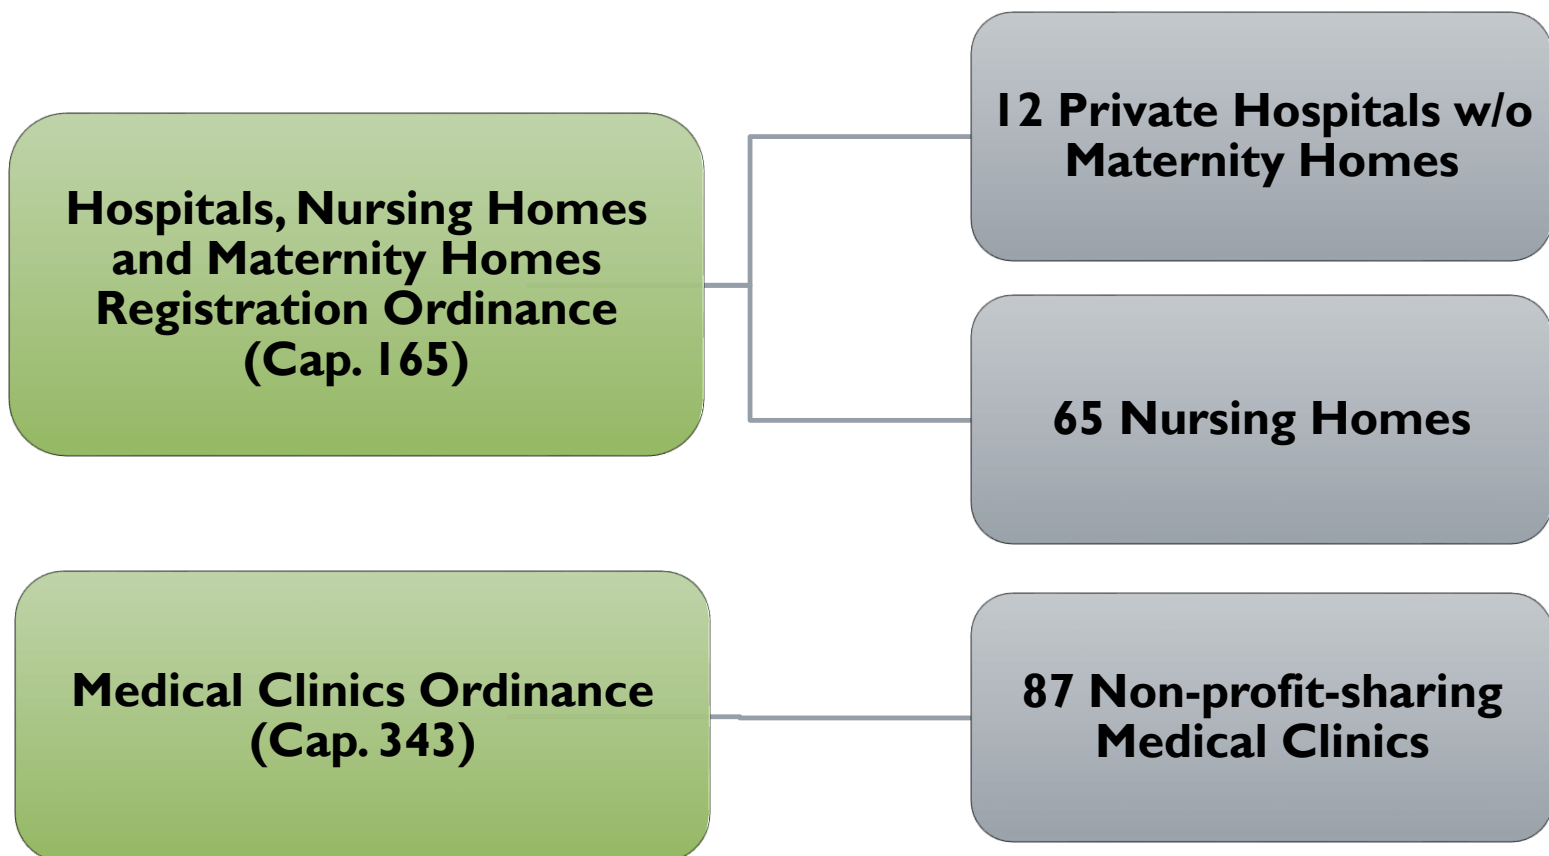 Hospitals, Nursing Homes
and Maternity Homes
Registration Ordinance
(Cap. 165)
12 Private Hospitals w/o
Maternity Homes
65 Nursing Homes
Medical Clinics Ordinance
(Cap. 343)
87 Non-profit-sharing
Medical Clinics